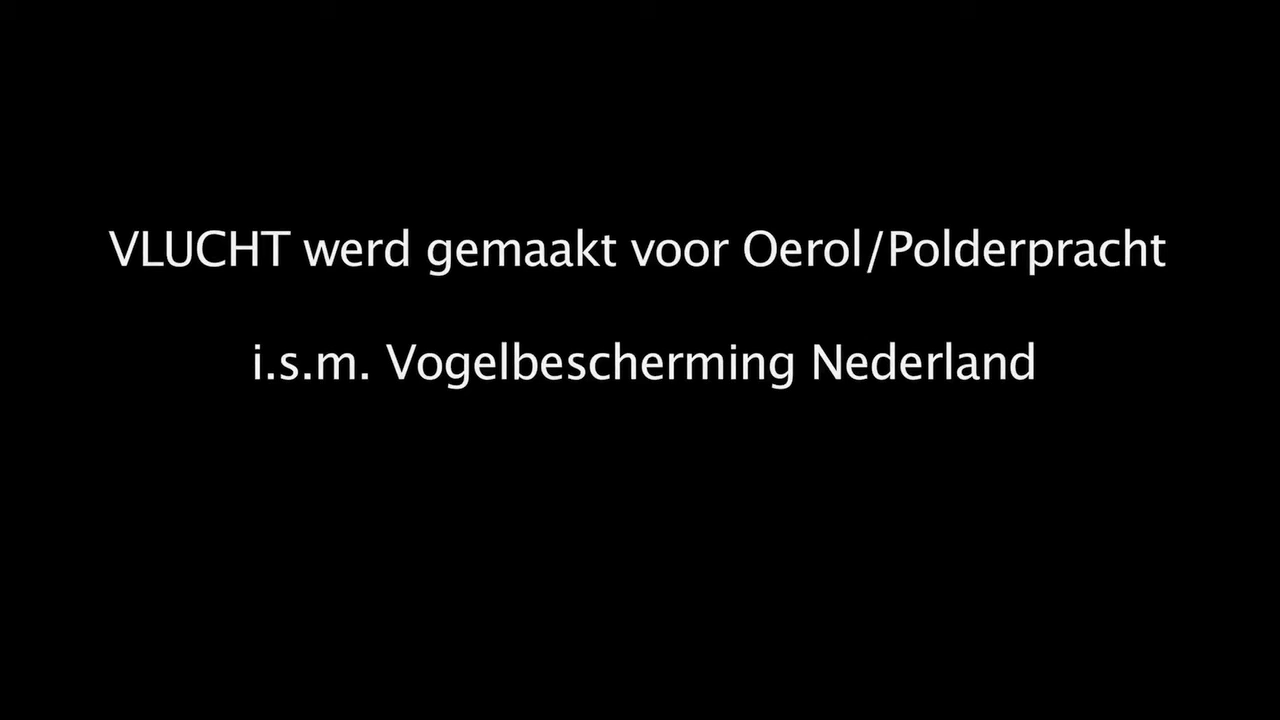 VLUCHT werd gemaakt voor Oerol/Polderpracht
i.s.m. Vogelbescherming Nederland